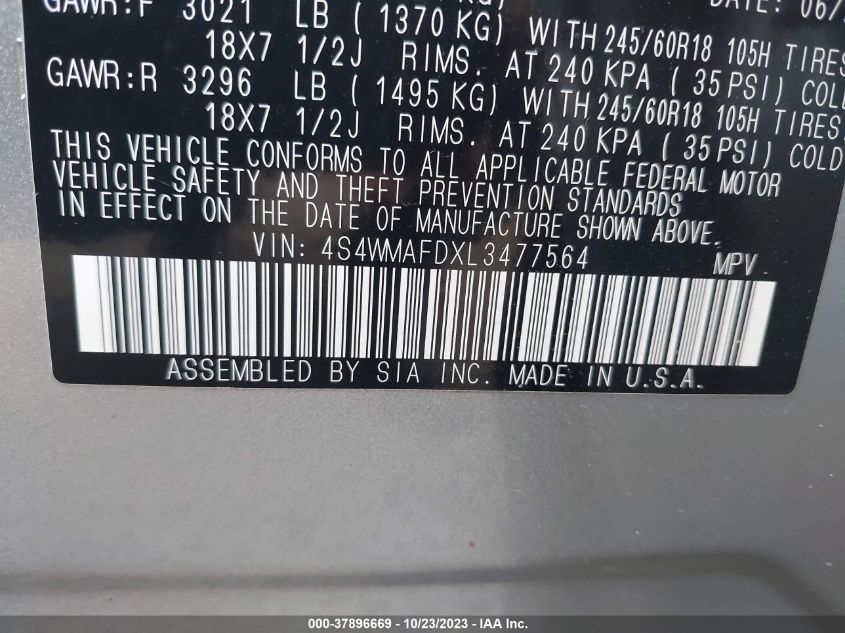 DATE: 06/
GAWR:F 3021 LB ( 1370 KG) WITH 245/60R18 105H TIRES
18X7 1/2J RIMS. AT 240 KPA ( 35 PSI) COLD
GAWR:R 3296 LB ( 1495 KG) WITH 245/60R18 105H TIRES.
18X7 1/2J RIMS. AT 240 KPA ( 35 PSI) COLD
THIS VEHICLE CONFORMS TO ALL APPLICABLE FEDERAL MOTOR
VEHICLE SAFETY AND THEFT PREVENTION STANDARDS
IN EFFECT ON THE DATE OF MANUFACTURE SHOWN ABOVE.
VIN: 4S4WMAFDXL3477564 MPV
ASSEMBLED BY SIA INC. MADE IN U.S.A.
000-37896669 - 10/23/2023 - IAA Inc.